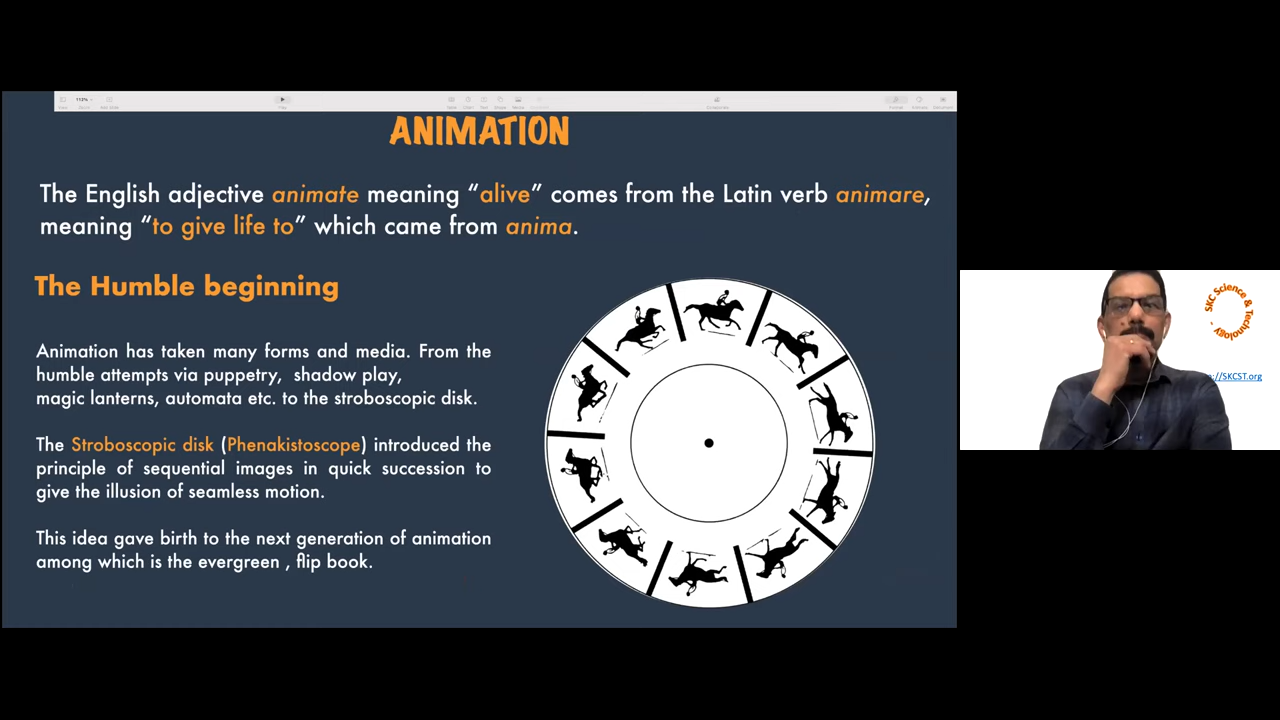 113%
ANIMATION
The English adjective animate meaning “alive” comes from the Latin verb animare,
meaning “to give life to” which came from anima.
The Humble beginning
Animation has taken many forms and media. From the
humble attempts via puppetry, shadow play,
magic lanterns, automata etc. to the stroboscopic disk.
The Stroboscopic disk (Phenakistoscope) introduced the
principle of sequential images in quick succession to
give the illusion of seamless motion.
This idea gave birth to the next generation of animation
among which is the evergreen , flip book.
SKC Science & Technology -
://SKCST.org